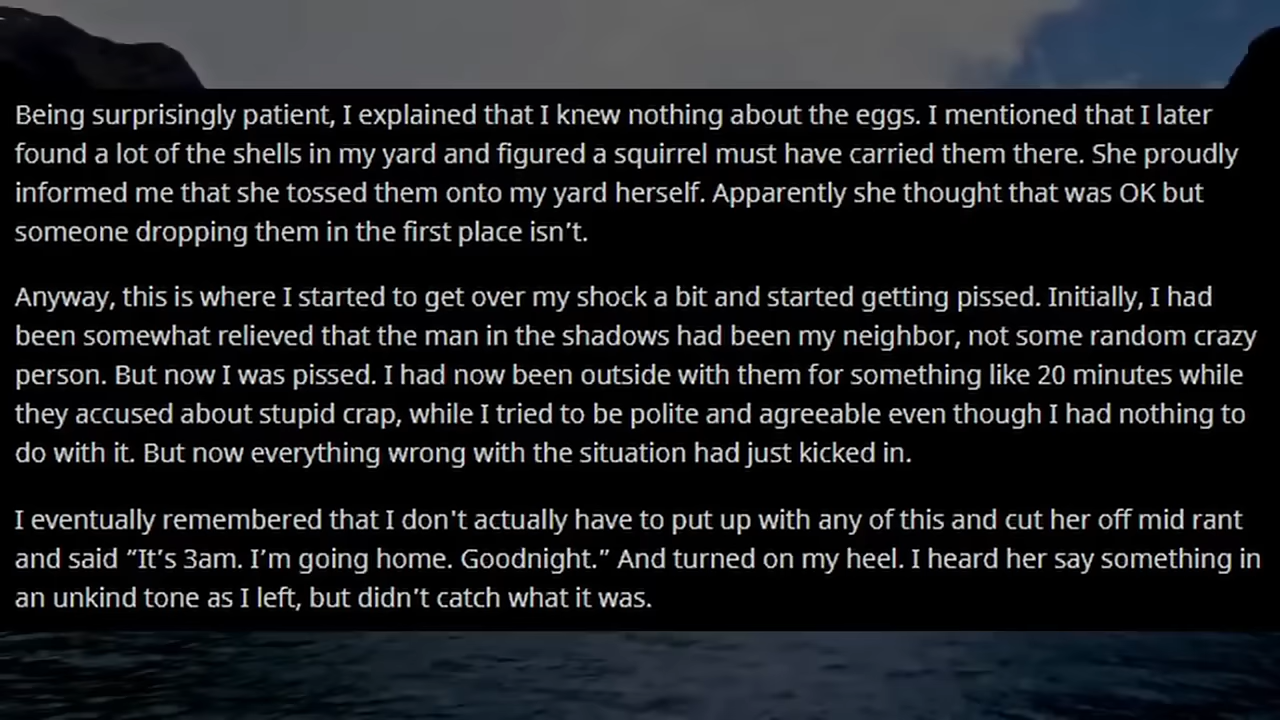 Being surprisingly patient, I explained that I knew nothing about the eggs. I mentioned that I later
found a lot of the shells in my yard and figured a squirrel must have carried them there. She proudly
informed me that she tossed them onto my yard herself. Apparently she thought that was OK but
someone dropping them in the first place isn’t.
Anyway, this is where I started to get over my shock a bit and started getting pissed. Initially, I had
been somewhat relieved that the man in the shadows had been my neighbor, not some random crazy
person. But now I was pissed. I had now been outside with them for something like 20 minutes while
they accused about stupid crap, while I tried to be polite and agreeable even though I had nothing to
do with it. But now everything wrong with the situation had just kicked in.
I eventually remembered that I don't actually have to put up with any of this and cut her off mid rant
and said “It’s 3am. I’m going home. Goodnight.” And turned on my heel. I heard her say something in
an unkind tone as I left, but didn’t catch what it was.